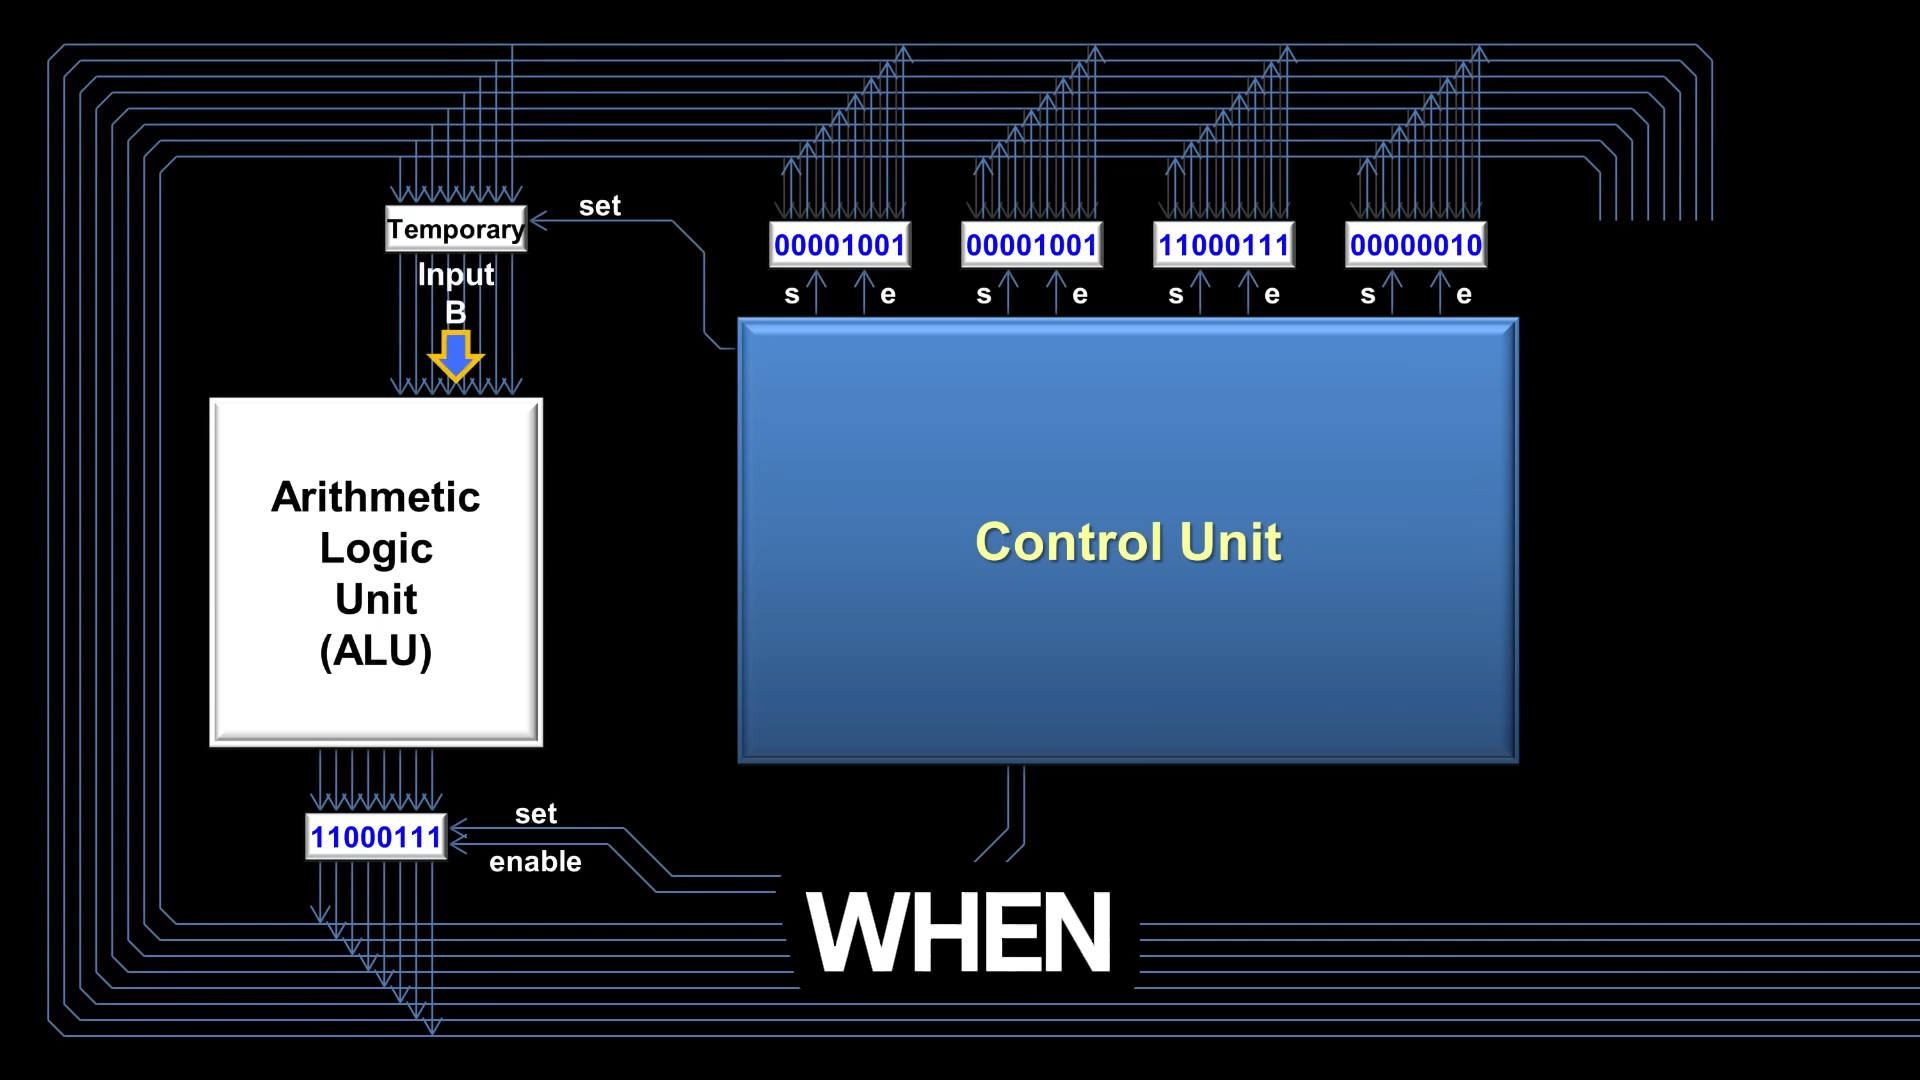 set
Temporary
00001001
00001001
11000111
00000010
Input
B
s
e
s
e
s
e
s
e
Arithmetic
Logic
Unit
(ALU)
Control Unit
set
11000111
enable
WHEN